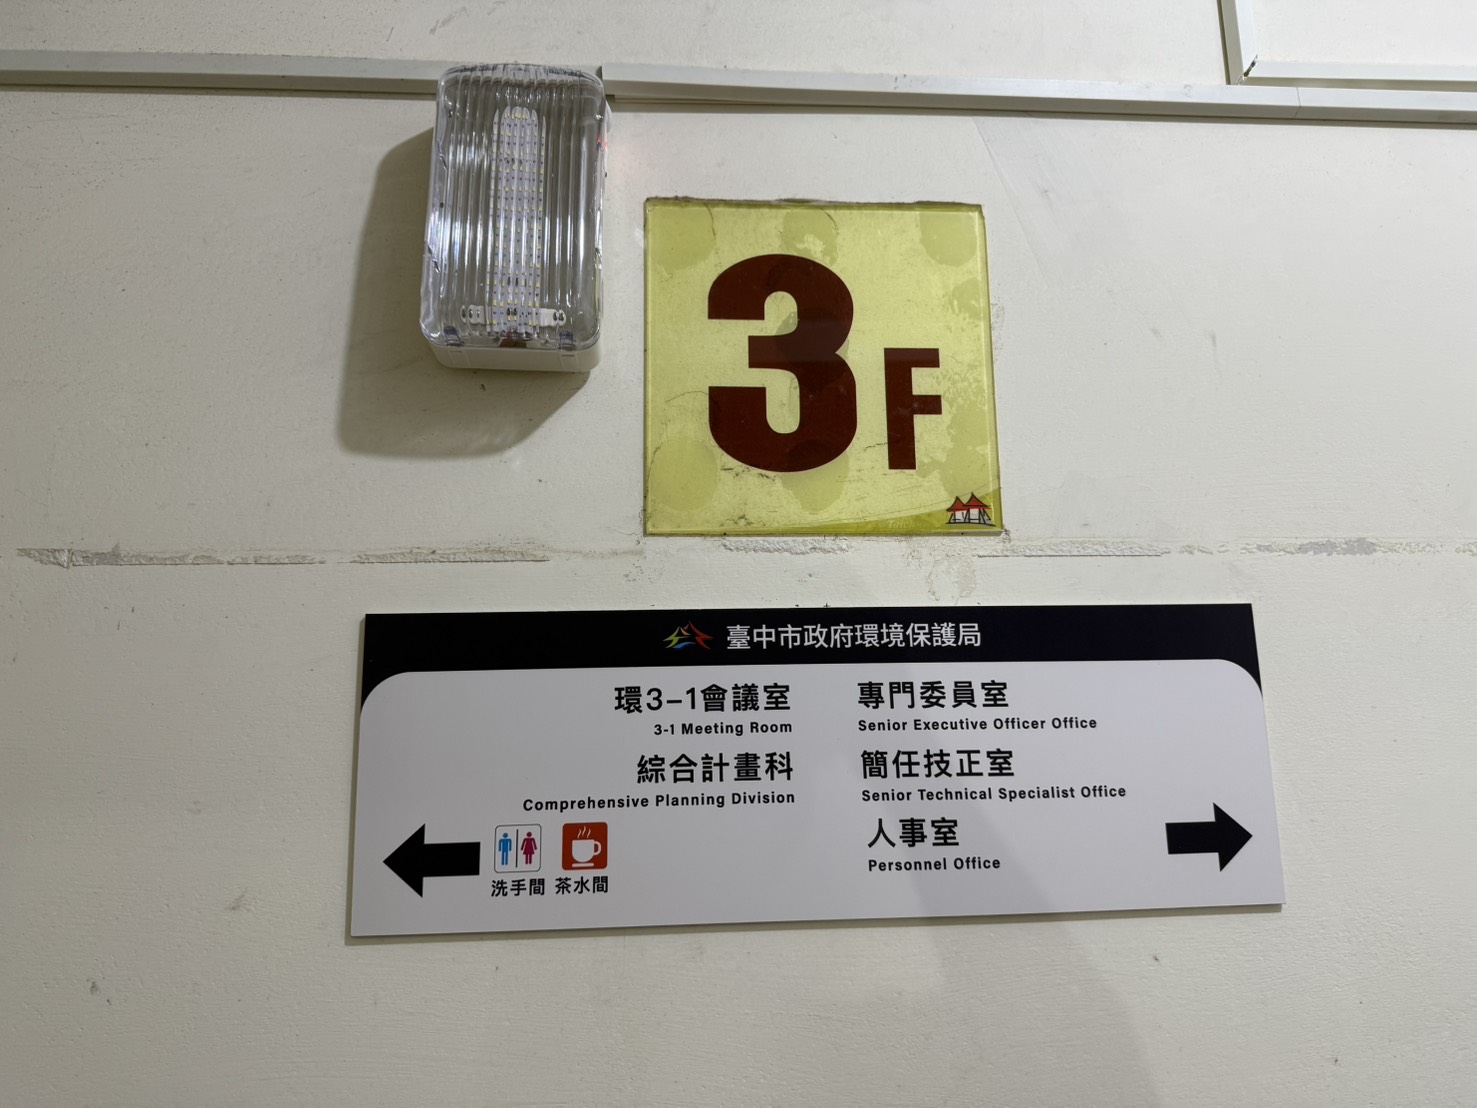 3F
臺中市政府環境保護局
環3-1會議室
3-1 Meeting Room
綜合計畫科
Comprehensive Planning Division
洗手間 茶水間
專門委員室
Senior Executive Officer Office
簡任技正室
Senior Technical Specialist Office
人事室
Personnel Office